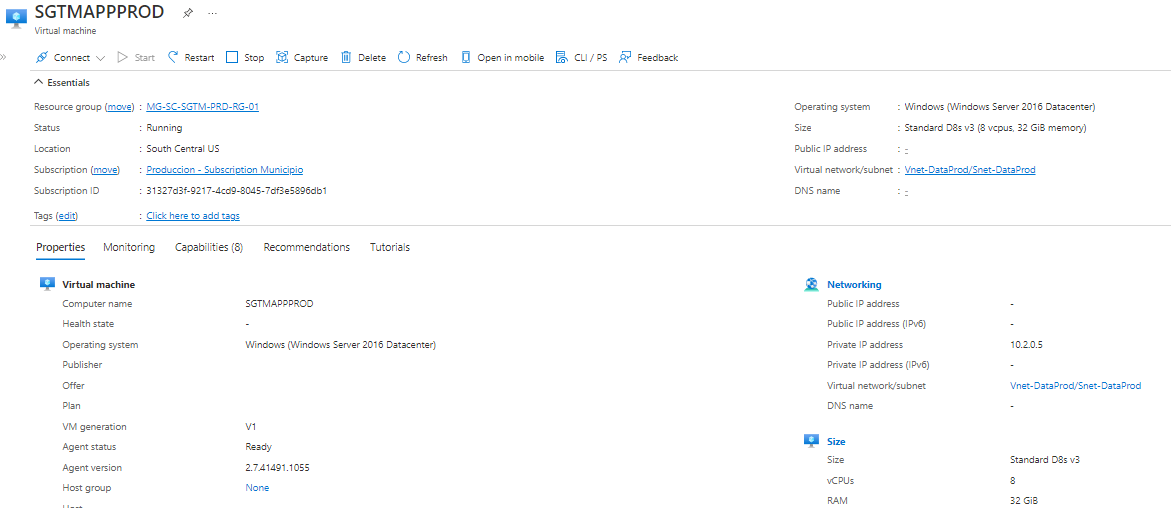 SGTMAPPPROD
Virtual machine
Connect Start Restart Stop Capture Delete Refresh Open in mobile CLI / PS Feedback
Essentials
Resource group (move) : MG-SC-SGTM-PRD-RG-01
Status : Running
Location : South Central US
Subscription (move) : Produccion - Subscription Municipio
Subscription ID : 31327d3f-9217-4cd9-8045-7df3e5896db1
Tags (edit) : Click here to add tags
Operating system : Windows (Windows Server 2016 Datacenter)
Size : Standard D8s v3 (8 vcpus, 32 GiB memory)
Public IP address : -
Virtual network/subnet : Vnet-DataProd/Snet-DataProd
DNS name : -
Properties Monitoring Capabilities (8) Recommendations Tutorials
Virtual machine
Computer name SGTMAPPPROD
Health state -
Operating system Windows (Windows Server 2016 Datacenter)
Publisher
Offer
Plan
VM generation V1
Agent status Ready
Agent version 2.7.41491.1055
Host group None
Networking
Public IP address -
Public IP address (IPv6) -
Private IP address 10.2.0.5
Private IP address (IPv6) -
Virtual network/subnet Vnet-DataProd/Snet-DataProd
DNS name -
Size
Size Standard D8s v3
vCPUs 8
RAM 32 GiB